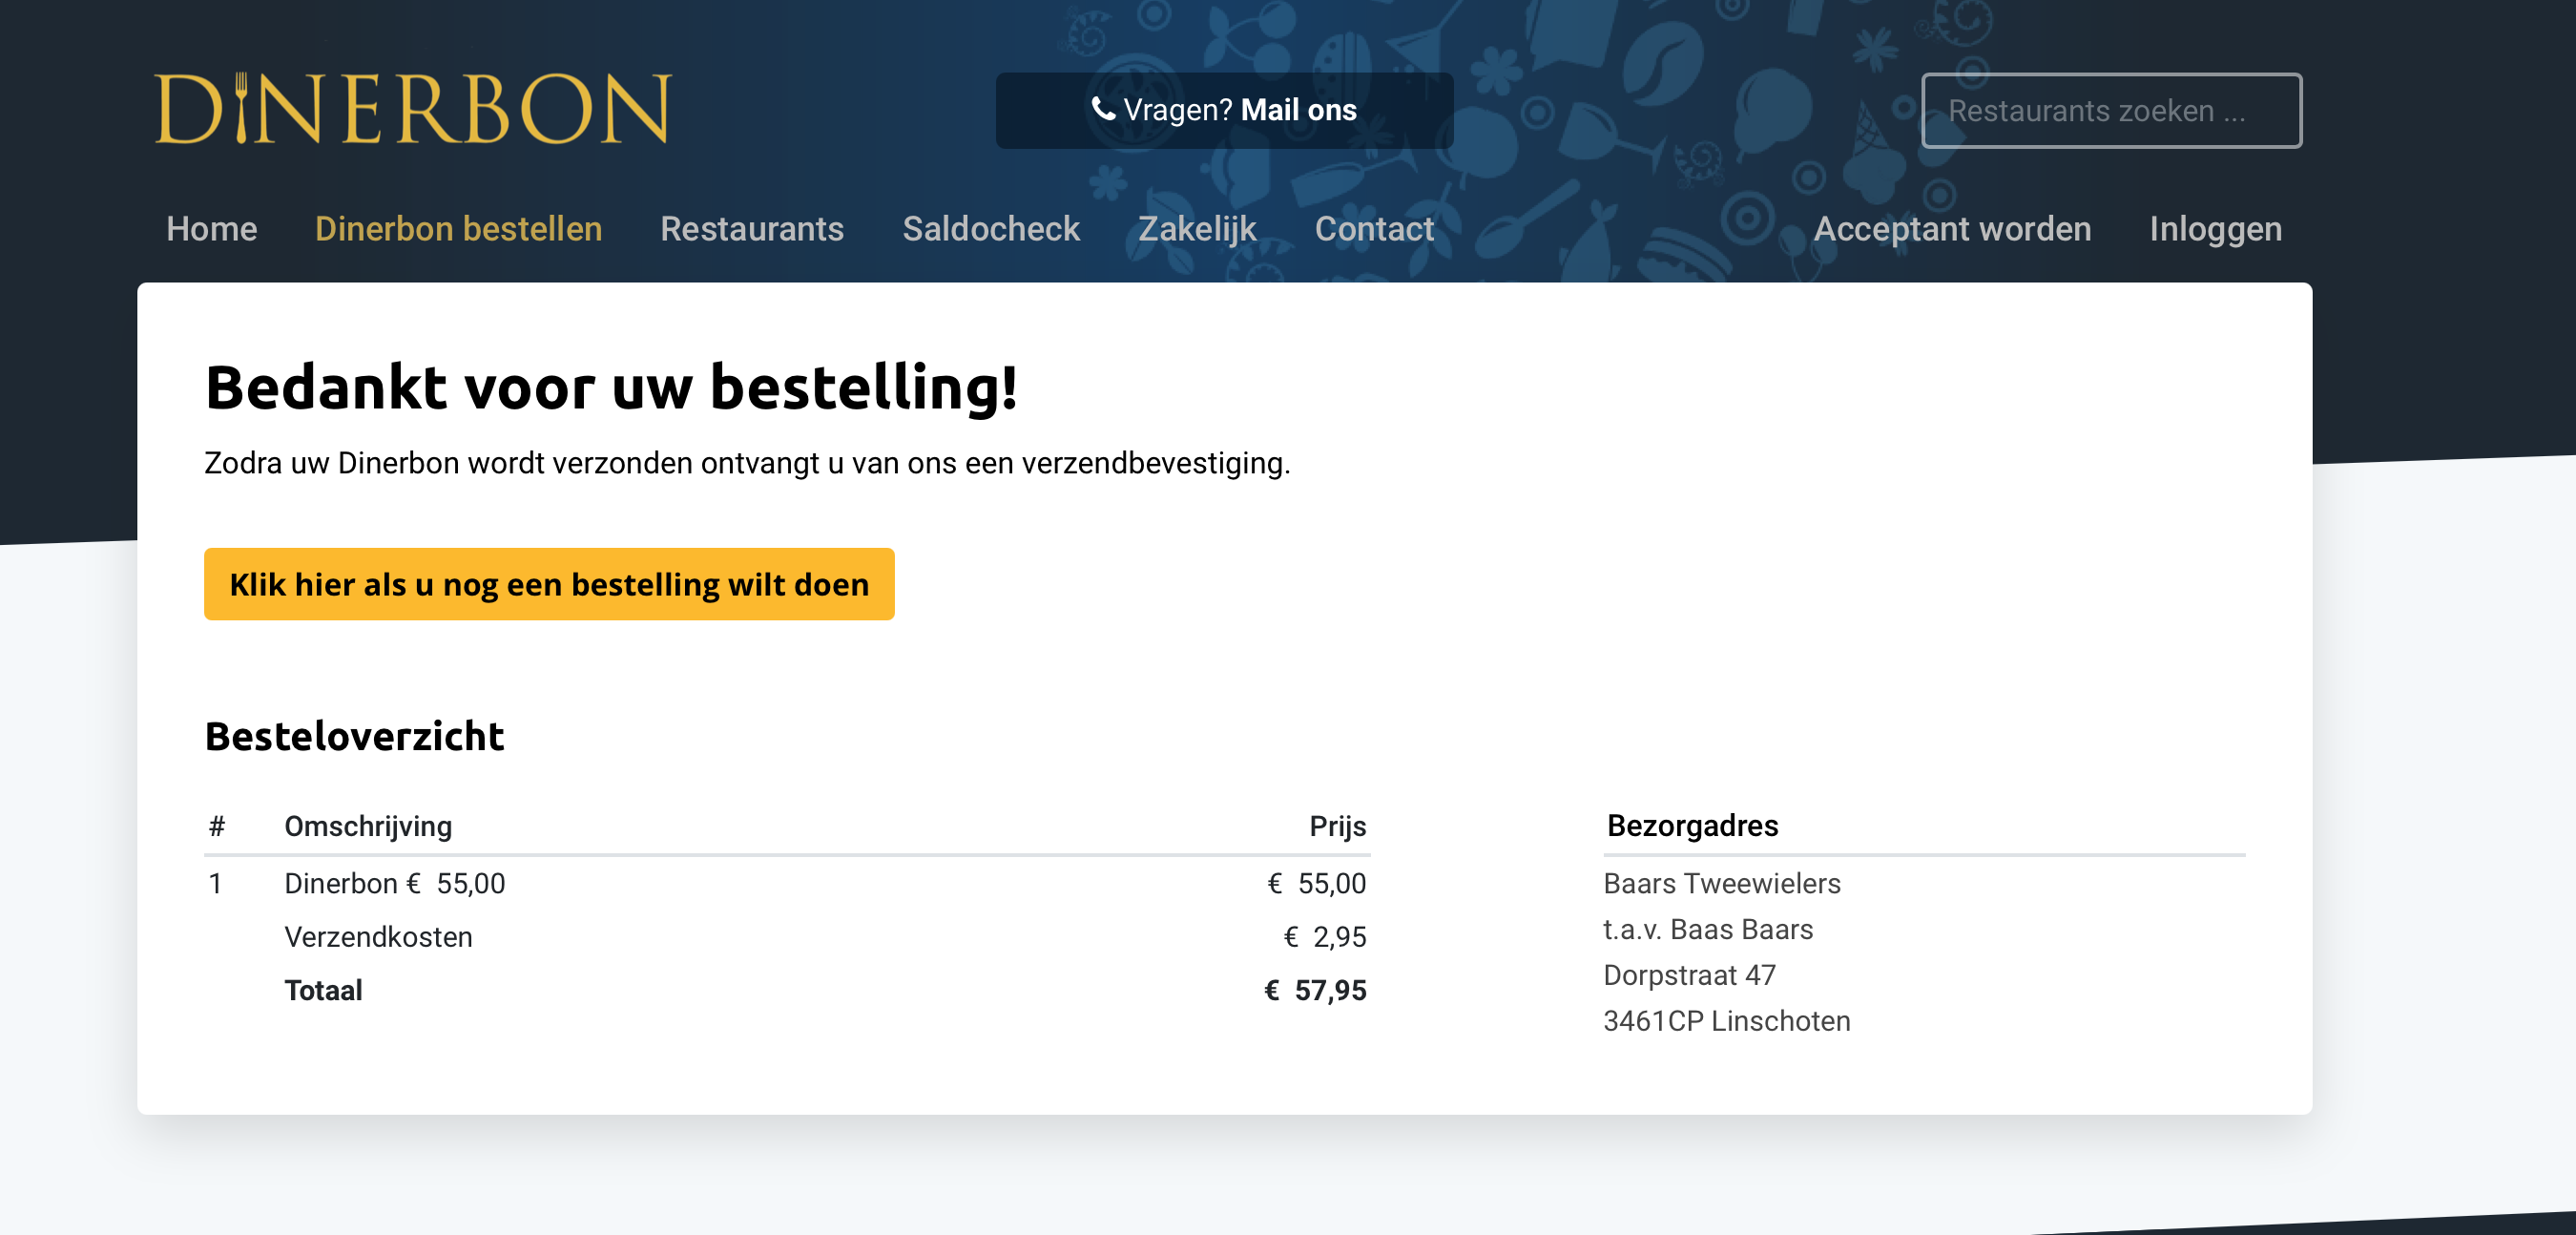 DINERBON
Vragen? Mail ons
Restaurants zoeken ...
Home Dinerbon bestellen Restaurants Saldocheck Zakelijk Contact Acceptant worden Inloggen
Bedankt voor uw bestelling!
Zodra uw Dinerbon wordt verzonden ontvangt u van ons een verzendbevestiging.
Klik hier als u nog een bestelling wilt doen
Besteloverzicht
# Omschrijving Prijs
1 Dinerbon € 55,00 € 55,00
Verzendkosten € 2,95
Totaal € 57,95
Bezorgadres
Baars Tweewielers
t.a.v. Baas Baars
Dorpstraat 47
3461CP Linschoten